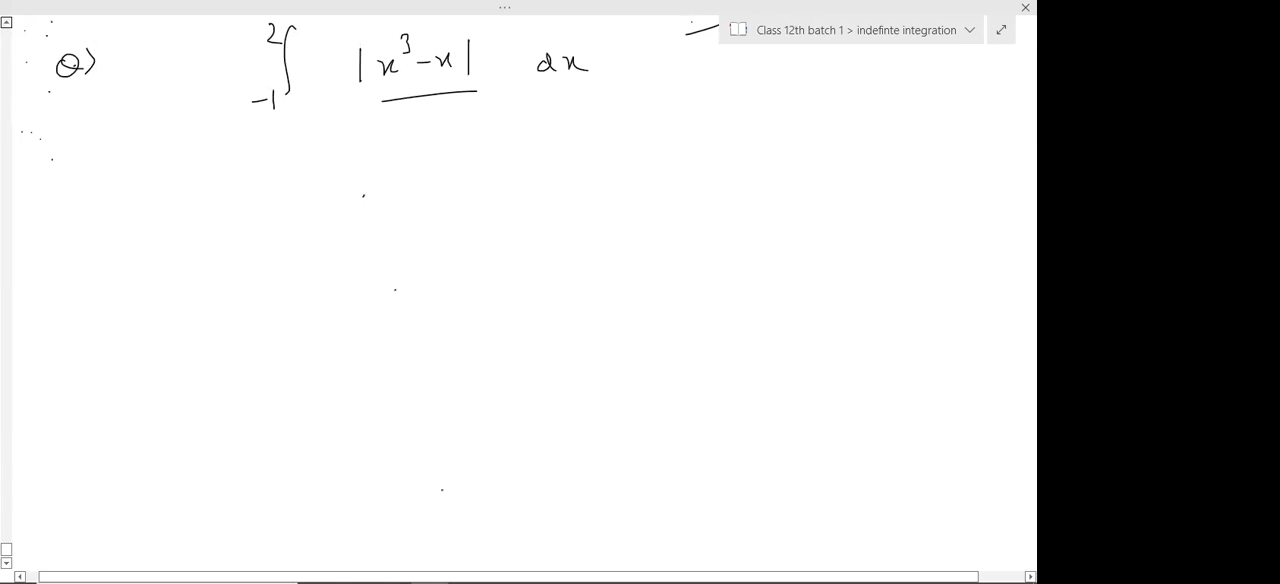 Class 12th batch 1 > indefinte integration
Q) ₋₁∫² |x³-x| dx